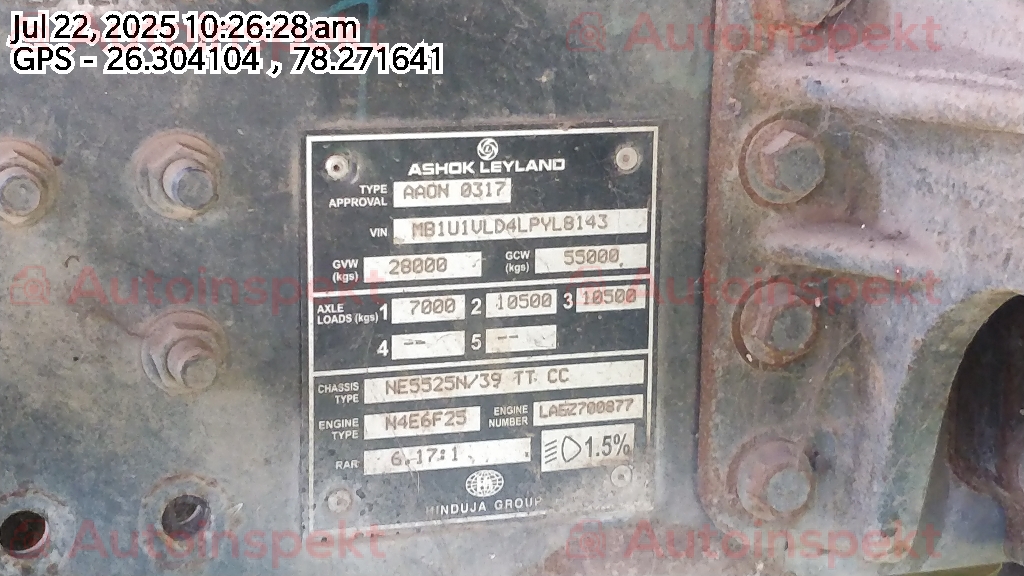 Jul 22, 2025 10:26:28 am
GPS - 26.304104 , 78.271641
Autoinspekt Autoinspekt
ASHOK LEYLAND
TYPE APPROVAL AAON 0317
VIN MB1U1VLD4LPYL8143
GVW (kgs) 28000 GCW (kgs) 55000
Autoinspekt Autoinspekt
AXLE LOADS (kgs) 1 7000 2 10500 3 10500
4 -- 5 --
CHASSIS TYPE NE5525N/39 TT CC
ENGINE TYPE N4E6F25 ENGINE NUMBER LAEZ700877
RAR 6.17:1 1.5%
HINDUJA GROUP
Autoinspekt Autoinspekt